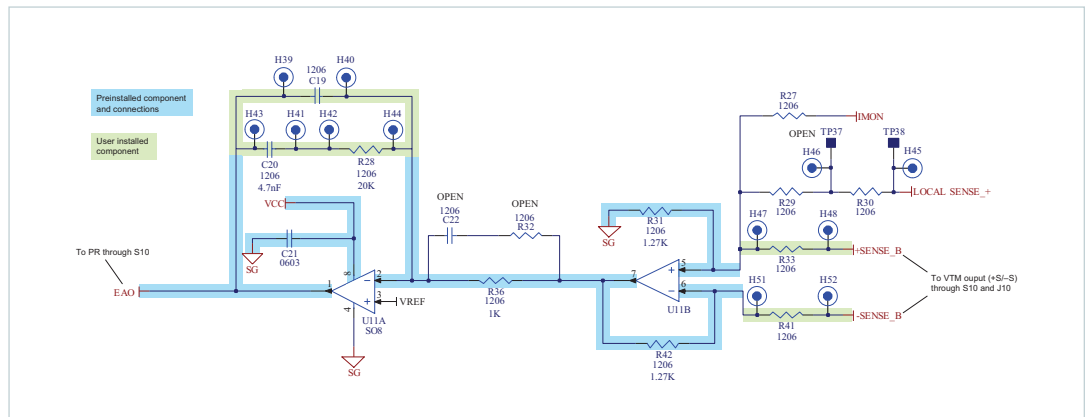 H39
H40
1206
C19
R27
1206
IMON
Preinstalled component
and connections
H43
H41
H42
H44
OPEN
TP37
TP38
H46
H45
User installed
component
C20
1206
4.7nF
R28
1206
20K
R29
1206
R30
1206
LOCAL SENSE_+
VCC
OPEN
1206
C22
OPEN
1206
R32
R31
1206
1.27K
SG
H47
H48
+SENSE_B
R33
1206
C21
0603
SG
To PR through S10
EAO
1
8
2
3
4
VREF
U11A
SO8
SG
R36
1206
1K
7
5
6
U11B
H51
H52
-SENSE_B
R41
1206
To VTM ouput (+S/–S)
through S10 and J10
R42
1206
1.27K